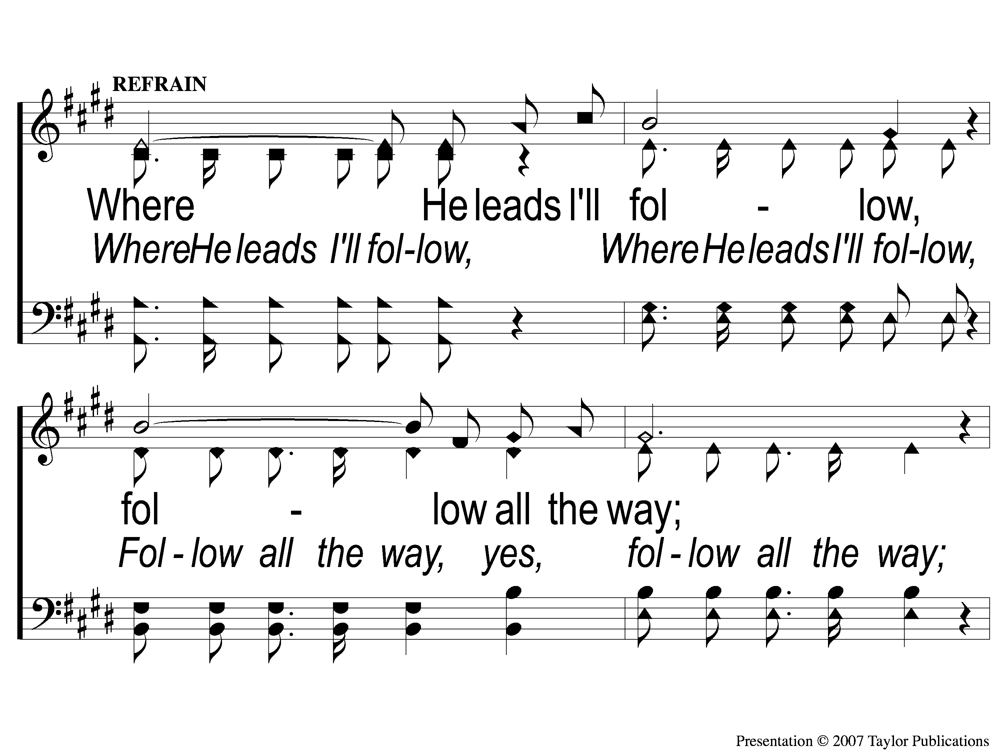 REFRAIN
Where He leads I'll fol - low,
Where He leads I'll fol-low, Where He leads I'll fol-low,
fol - low all the way;
Fol - low all the way, yes, fol - low all the way;
Presentation © 2007 Taylor Publications